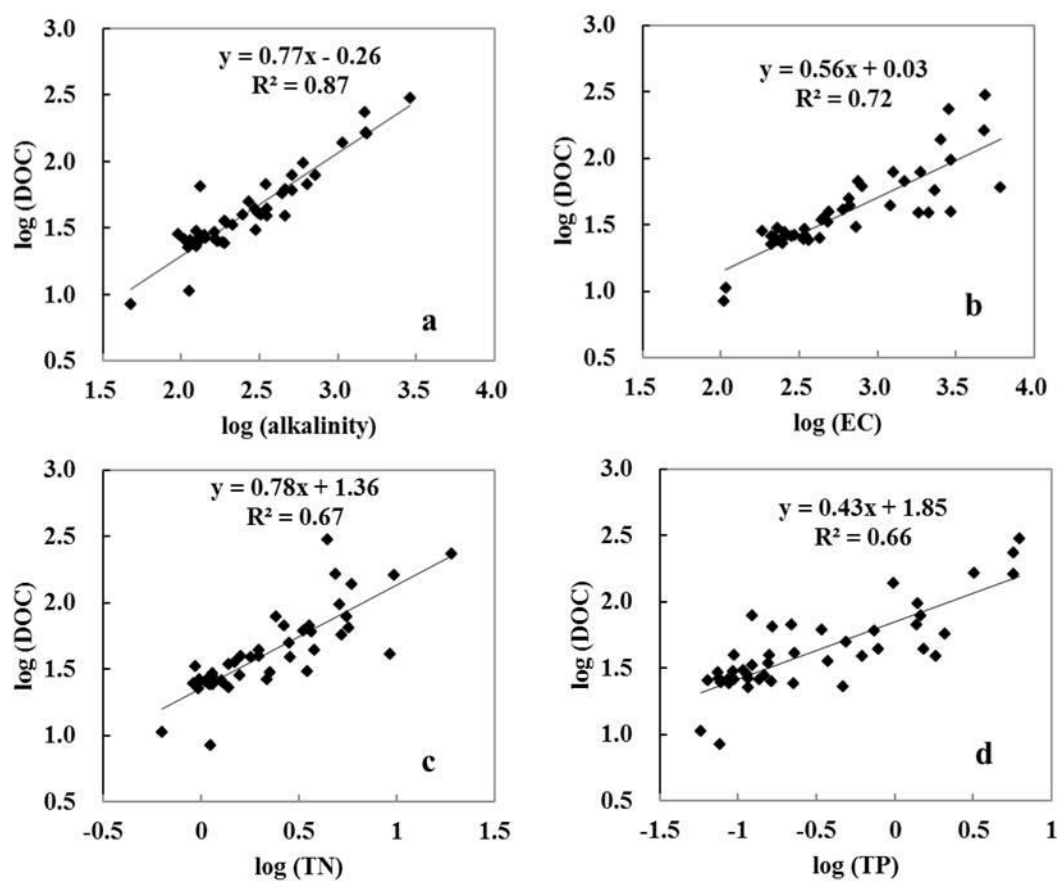 3.0
y = 0.77x - 0.26
R² = 0.87
2.5
log (DOC)
2.0
1.5
1.0
a
0.5
1.5 2.0 2.5 3.0 3.5 4.0
log (alkalinity)
3.0
y = 0.56x + 0.03
R² = 0.72
2.5
log (DOC)
2.0
1.5
1.0
b
0.5
1.5 2.0 2.5 3.0 3.5 4.0
log (EC)
3.0
y = 0.78x + 1.36
R² = 0.67
2.5
log (DOC)
2.0
1.5
1.0
c
0.5
-0.5 0 0.5 1 1.5
log (TN)
3.0
y = 0.43x + 1.85
R² = 0.66
2.5
log (DOC)
2.0
1.5
1.0
d
0.5
-1.5 -1 -0.5 0 0.5 1
log (TP)